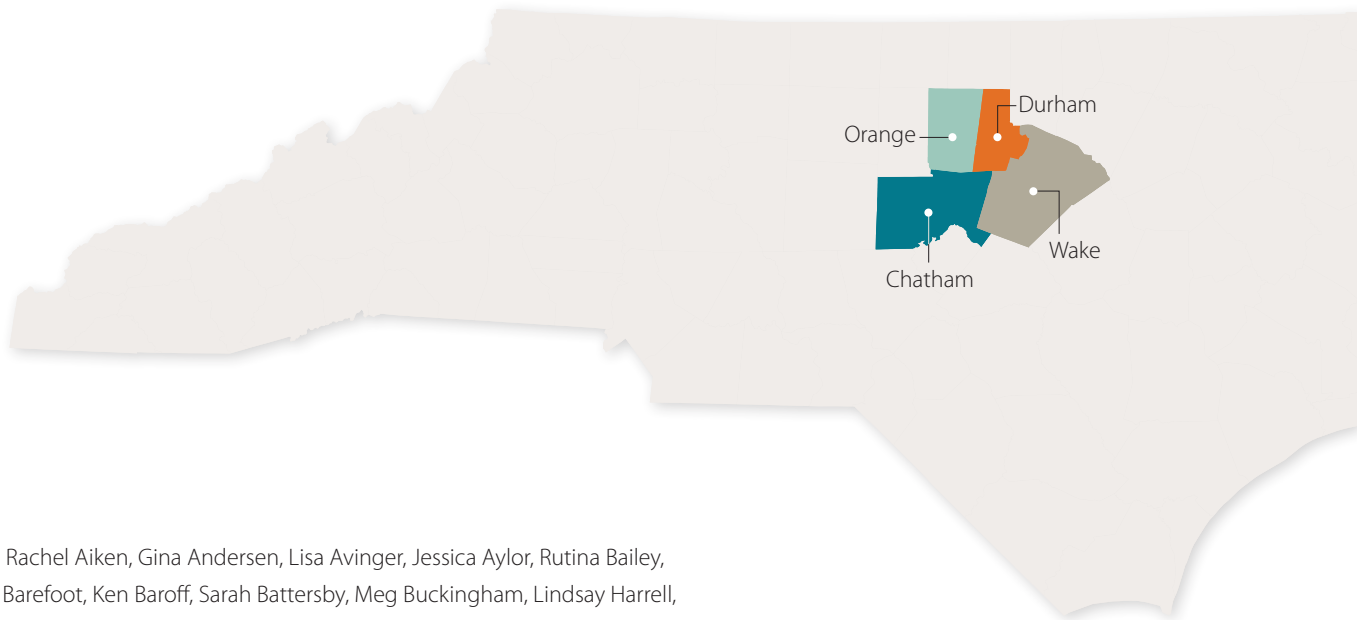 Durham
Orange
Wake
Chatham
Rachel Aiken, Gina Andersen, Lisa Avinger, Jessica Aylor, Rutina Bailey,
Barefoot, Ken Baroff, Sarah Battersby, Meg Buckingham, Lindsay Harrell,